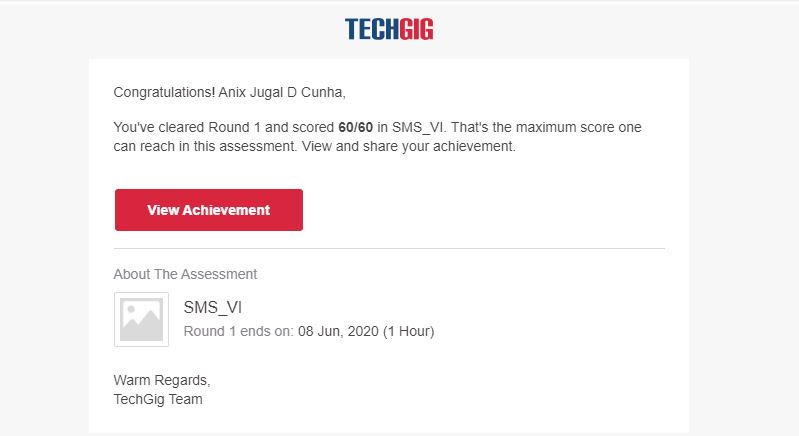 TECHGIG
Congratulations! Anix Jugal D Cunha,
You've cleared Round 1 and scored 60/60 in SMS_VI. That's the maximum score one
can reach in this assessment. View and share your achievement.
View Achievement
About The Assessment
SMS_VI
Round 1 ends on: 08 Jun, 2020 (1 Hour)
Warm Regards,
TechGig Team